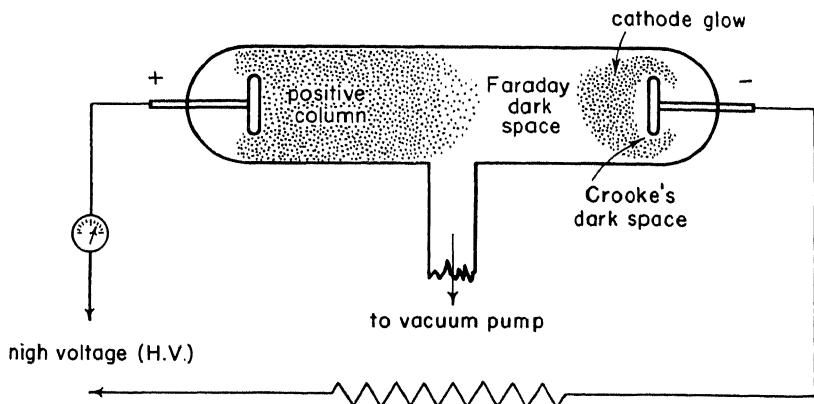 cathode glow
+
−
positive
column
Faraday
dark
space
Crooke's
dark space
to vacuum pump
nigh voltage (H.V.)